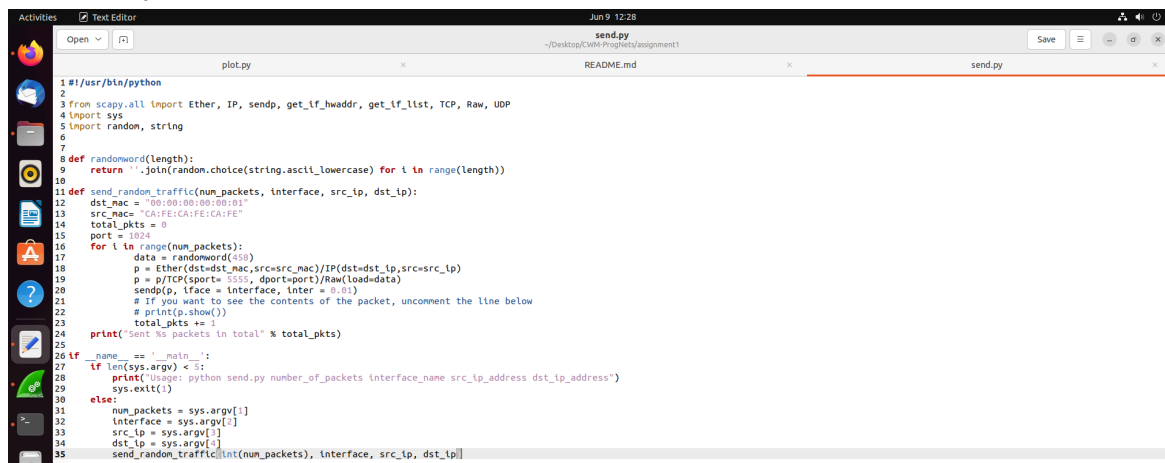 Activities Text Editor Jun 9 12:28
Open send.py Save
~/Desktop/CWM-ProgNets/assignment1
plot.py README.md send.py
1 #!/usr/bin/python
2
3 from scapy.all import Ether, IP, sendp, get_if_hwaddr, get_if_list, TCP, Raw, UDP
4 import sys
5 import random, string
6
7
8 def randomword(length):
9     return ''.join(random.choice(string.ascii_lowercase) for i in range(length))
10
11 def send_random_traffic(num_packets, interface, src_ip, dst_ip):
12     dst_mac = "00:00:00:00:00:01"
13     src_mac= "CA:FE:CA:FE:CA:FE"
14     total_pkts = 0
15     port = 1024
16     for i in range(num_packets):
17             data = randomword(458)
18             p = Ether(dst=dst_mac,src=src_mac)/IP(dst=dst_ip,src=src_ip)
19             p = p/TCP(sport= 5555, dport=port)/Raw(load=data)
20             sendp(p, iface = interface, inter = 0.01)
21             # If you want to see the contents of the packet, uncomment the line below
22             # print(p.show())
23             total_pkts += 1
24     print("Sent %s packets in total" % total_pkts)
25
26 if __name__ == '__main__':
27     if len(sys.argv) < 5:
28         print("Usage: python send.py number_of_packets interface_name src_ip_address dst_ip_address")
29         sys.exit(1)
30     else:
31         num_packets = sys.argv[1]
32         interface = sys.argv[2]
33         src_ip = sys.argv[3]
34         dst_ip = sys.argv[4]
35         send_random_traffic(int(num_packets), interface, src_ip, dst_ip)